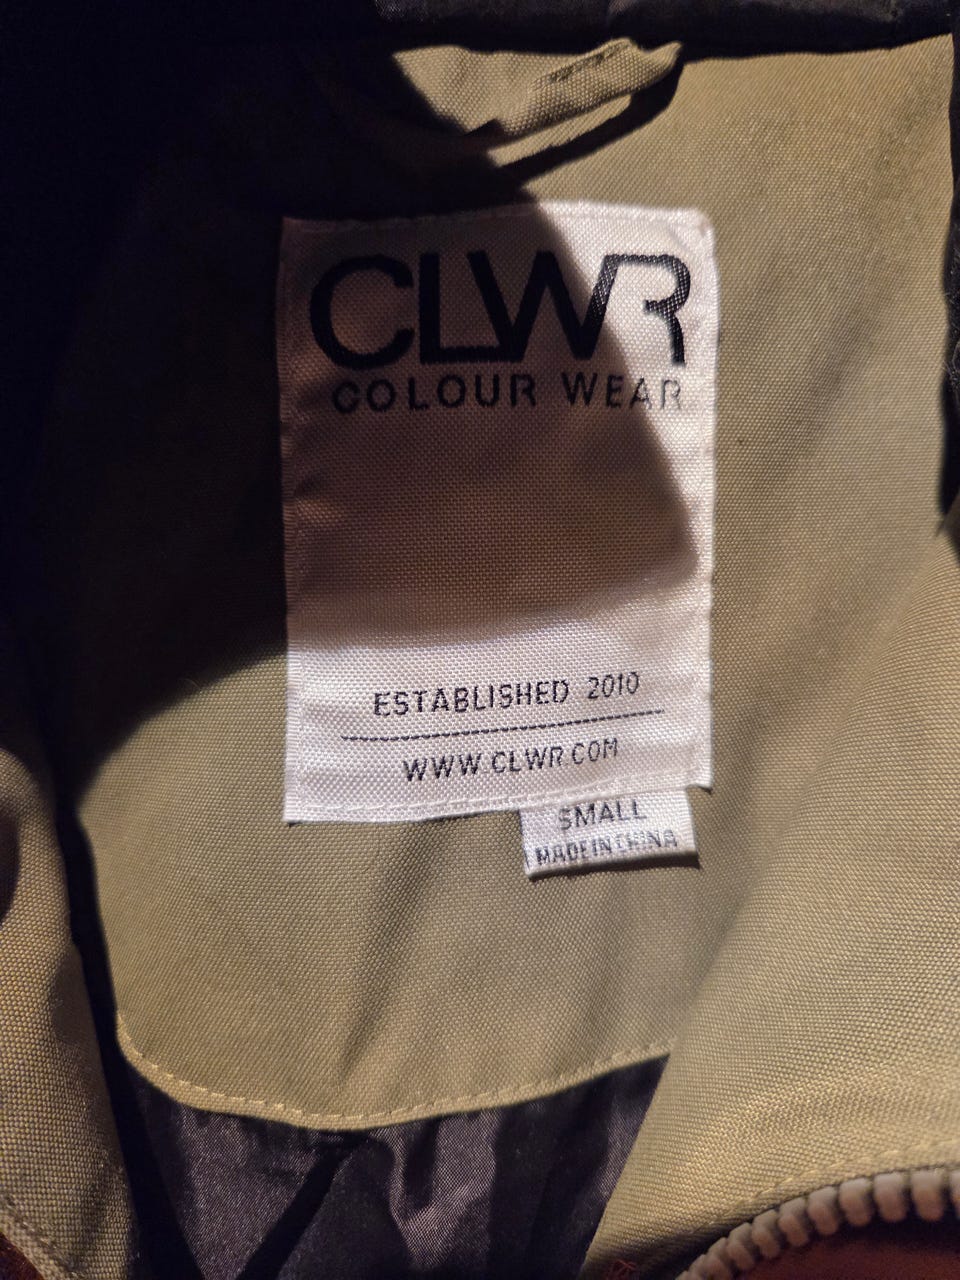 CLWR
COLOUR WEAR
ESTABLISHED 2010
WWW.CLWR.COM
SMALL
MADE IN CHINA